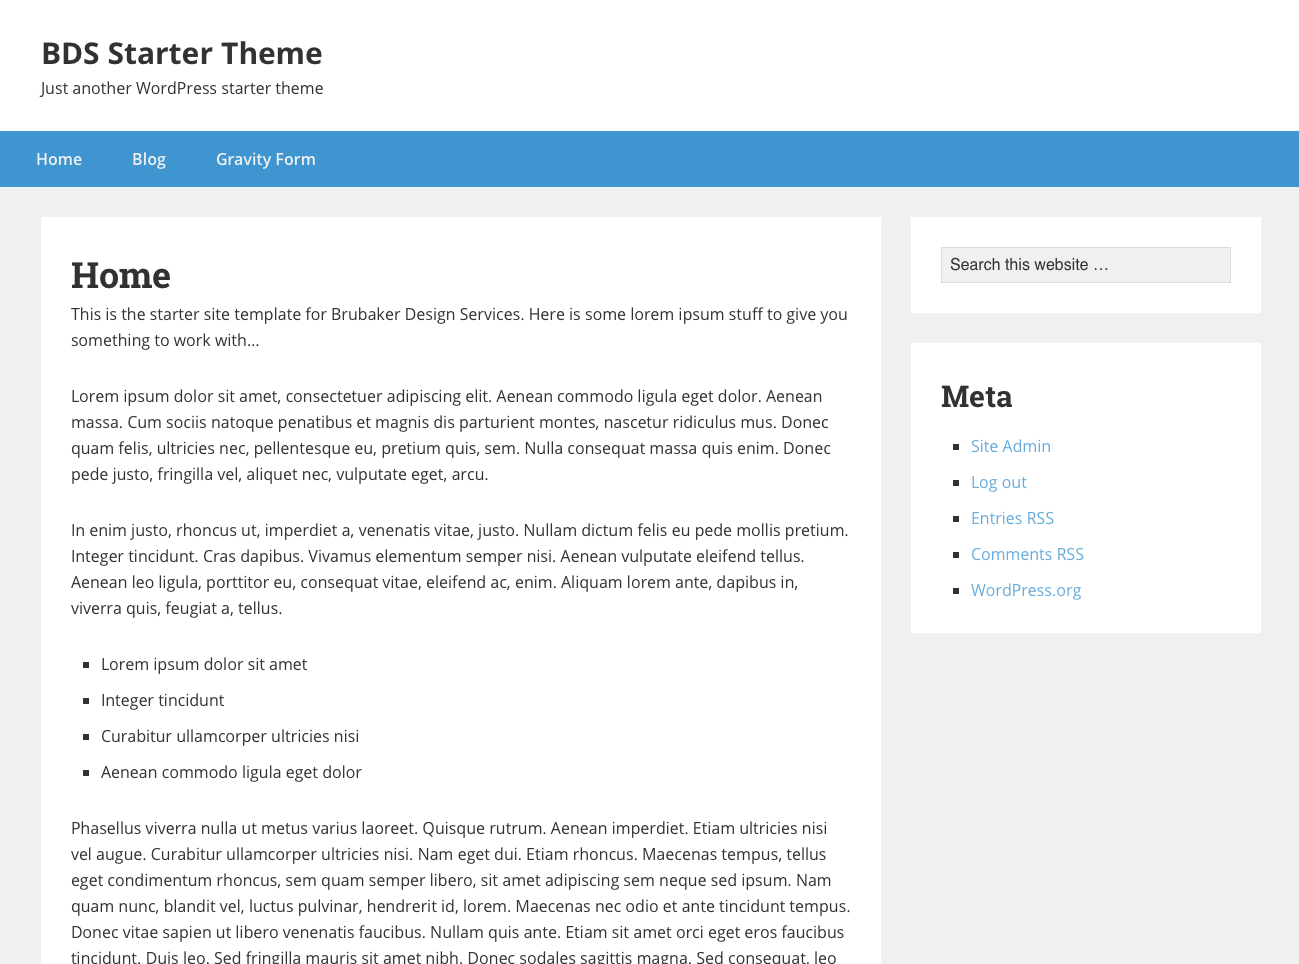 BDS Starter Theme
Just another WordPress starter theme
Home
Blog
Gravity Form
Home
This is the starter site template for Brubaker Design Services. Here is some lorem ipsum stuff to give you
something to work with…
Lorem ipsum dolor sit amet, consectetuer adipiscing elit. Aenean commodo ligula eget dolor. Aenean
massa. Cum sociis natoque penatibus et magnis dis parturient montes, nascetur ridiculus mus. Donec
quam felis, ultricies nec, pellentesque eu, pretium quis, sem. Nulla consequat massa quis enim. Donec
pede justo, fringilla vel, aliquet nec, vulputate eget, arcu.
In enim justo, rhoncus ut, imperdiet a, venenatis vitae, justo. Nullam dictum felis eu pede mollis pretium.
Integer tincidunt. Cras dapibus. Vivamus elementum semper nisi. Aenean vulputate eleifend tellus.
Aenean leo ligula, porttitor eu, consequat vitae, eleifend ac, enim. Aliquam lorem ante, dapibus in,
viverra quis, feugiat a, tellus.
Lorem ipsum dolor sit amet
Integer tincidunt
Curabitur ullamcorper ultricies nisi
Aenean commodo ligula eget dolor
Phasellus viverra nulla ut metus varius laoreet. Quisque rutrum. Aenean imperdiet. Etiam ultricies nisi
vel augue. Curabitur ullamcorper ultricies nisi. Nam eget dui. Etiam rhoncus. Maecenas tempus, tellus
eget condimentum rhoncus, sem quam semper libero, sit amet adipiscing sem neque sed ipsum. Nam
quam nunc, blandit vel, luctus pulvinar, hendrerit id, lorem. Maecenas nec odio et ante tincidunt tempus.
Donec vitae sapien ut libero venenatis faucibus. Nullam quis ante. Etiam sit amet orci eget eros faucibus
tincidunt. Duis leo. Sed fringilla mauris sit amet nibh. Donec sodales sagittis magna. Sed consequat, leo
Search this website …
Meta
Site Admin
Log out
Entries RSS
Comments RSS
WordPress.org